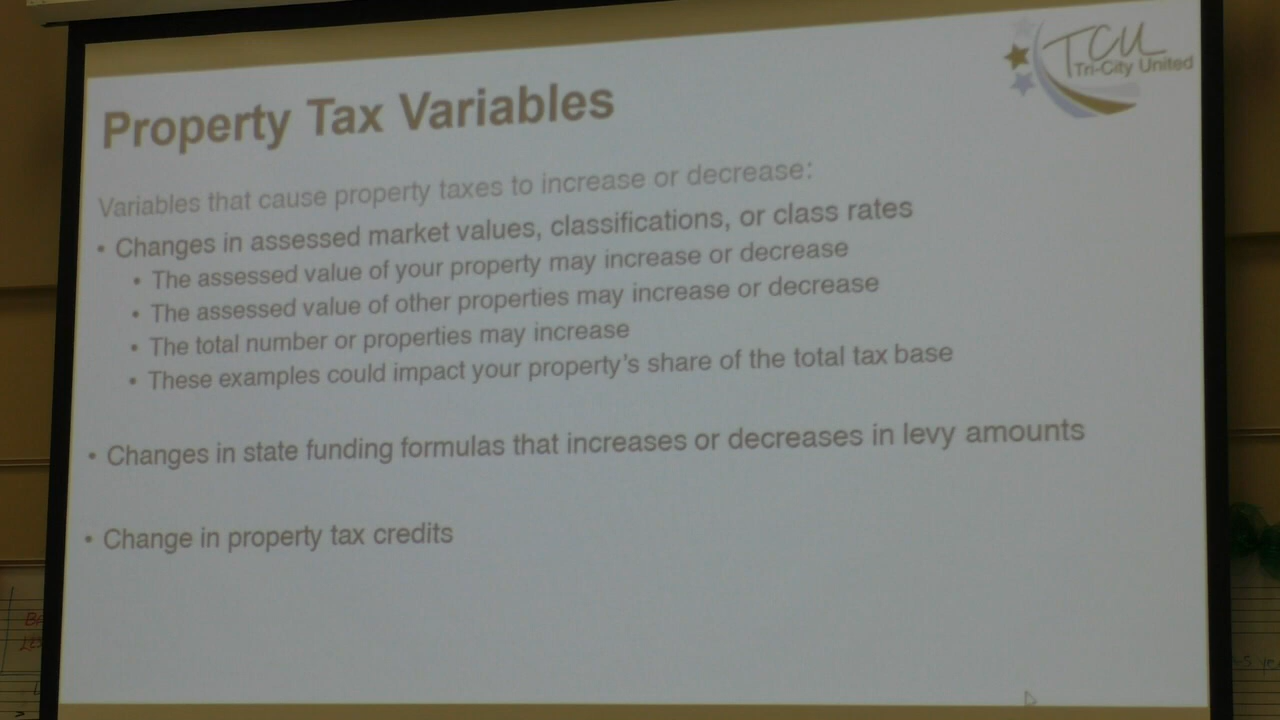 TCU
Tri-City United
Property Tax Variables
Variables that cause property taxes to increase or decrease:
• Changes in assessed market values, classifications, or class rates
• The assessed value of your property may increase or decrease
• The assessed value of other properties may increase or decrease
• The total number or properties may increase
• These examples could impact your property's share of the total tax base
• Changes in state funding formulas that increases or decreases in levy amounts
• Change in property tax credits